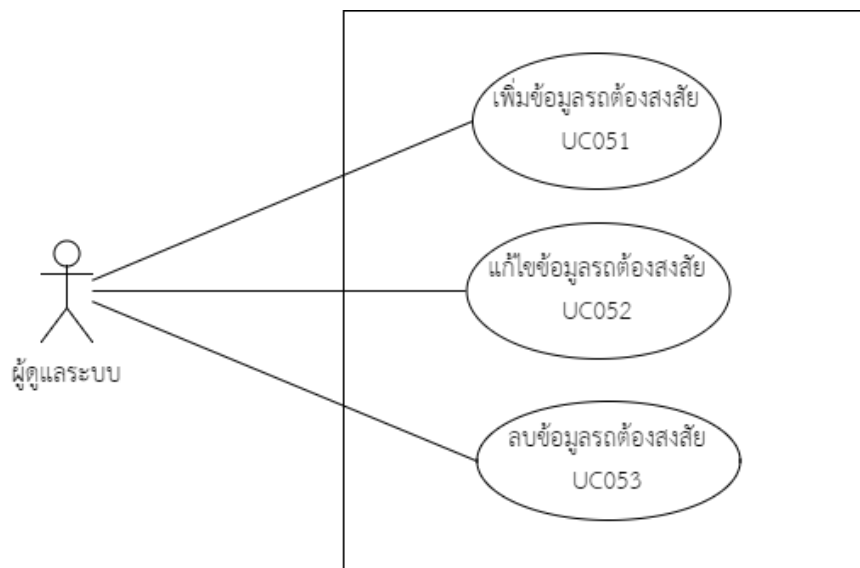 เพิ่มข้อมูลรถต้องสงสัย
UC051
แก้ไขข้อมูลรถต้องสงสัย
UC052
ผู้ดูแลระบบ
ลบข้อมูลรถต้องสงสัย
UC053